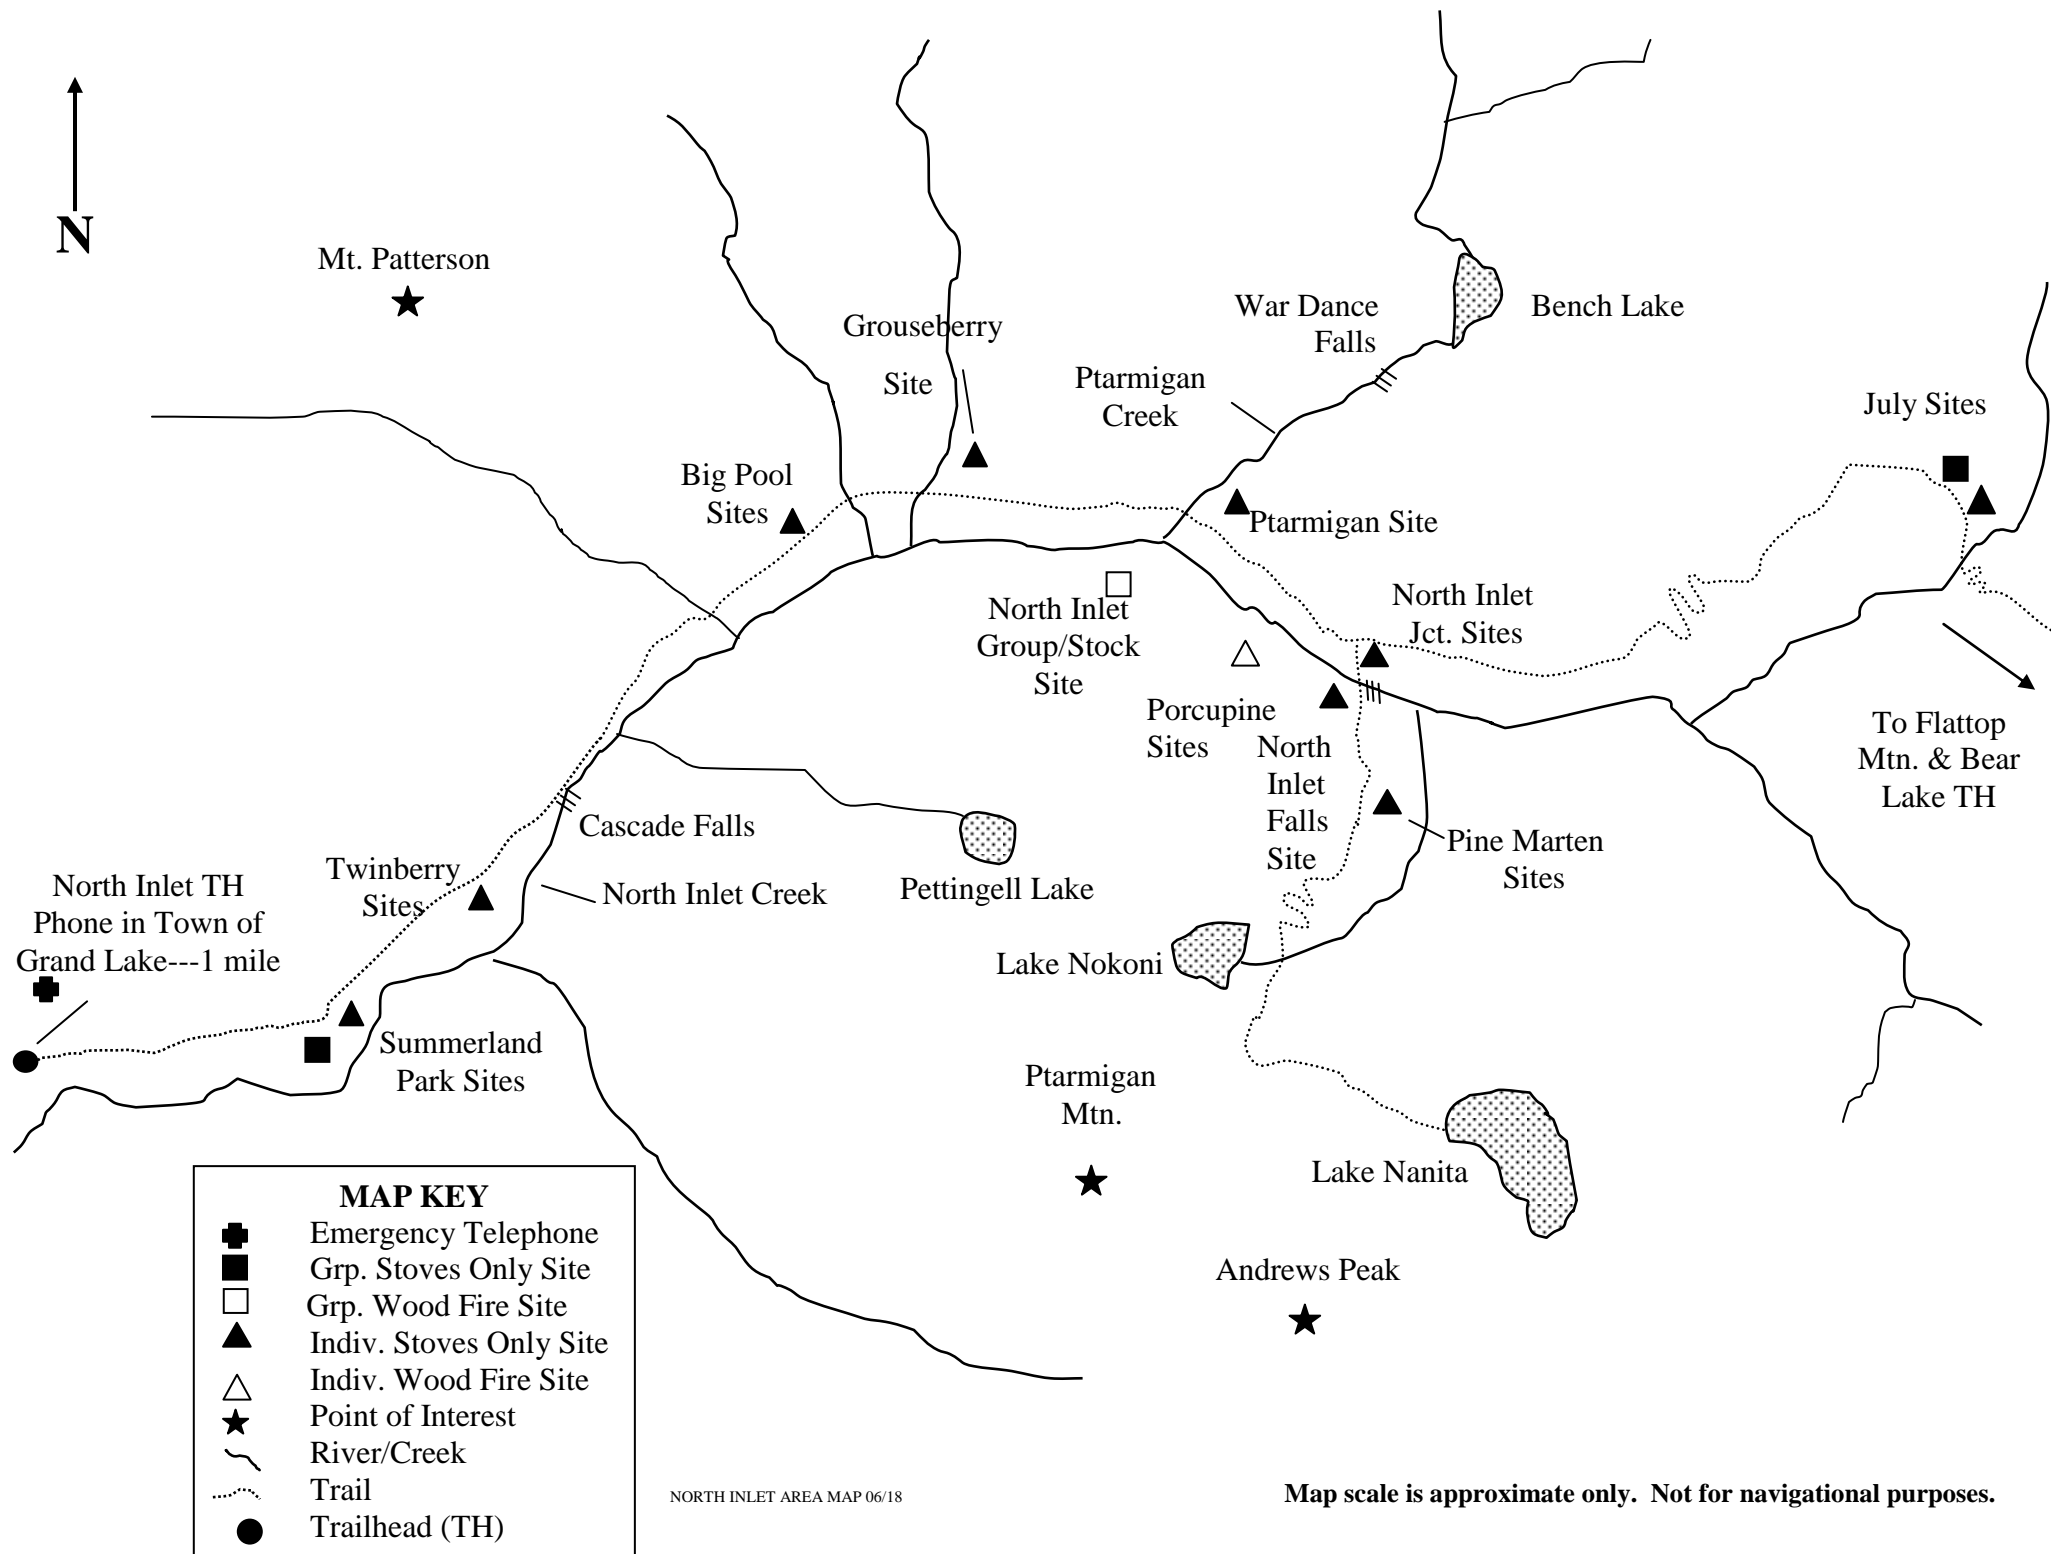 N
Mt. Patterson
Grouseberry
Site
War Dance
Falls
Bench Lake
Ptarmigan
Creek
July Sites
Big Pool
Sites
Ptarmigan Site
North Inlet
Group/Stock
Site
North Inlet
Jct. Sites
Porcupine
Sites
North
Inlet
Falls
Site
To Flattop
Mtn. & Bear
Lake TH
Cascade Falls
Pine Marten
Sites
Twinberry
Sites
North Inlet TH
Phone in Town of
Grand Lake---1 mile
North Inlet Creek
Pettingell Lake
Lake Nokoni
Summerland
Park Sites
Ptarmigan
Mtn.
Lake Nanita
Andrews Peak
MAP KEY
Emergency Telephone
Grp. Stoves Only Site
Grp. Wood Fire Site
Indiv. Stoves Only Site
Indiv. Wood Fire Site
Point of Interest
River/Creek
Trail
Trailhead (TH)
NORTH INLET AREA MAP 06/18
Map scale is approximate only.  Not for navigational purposes.